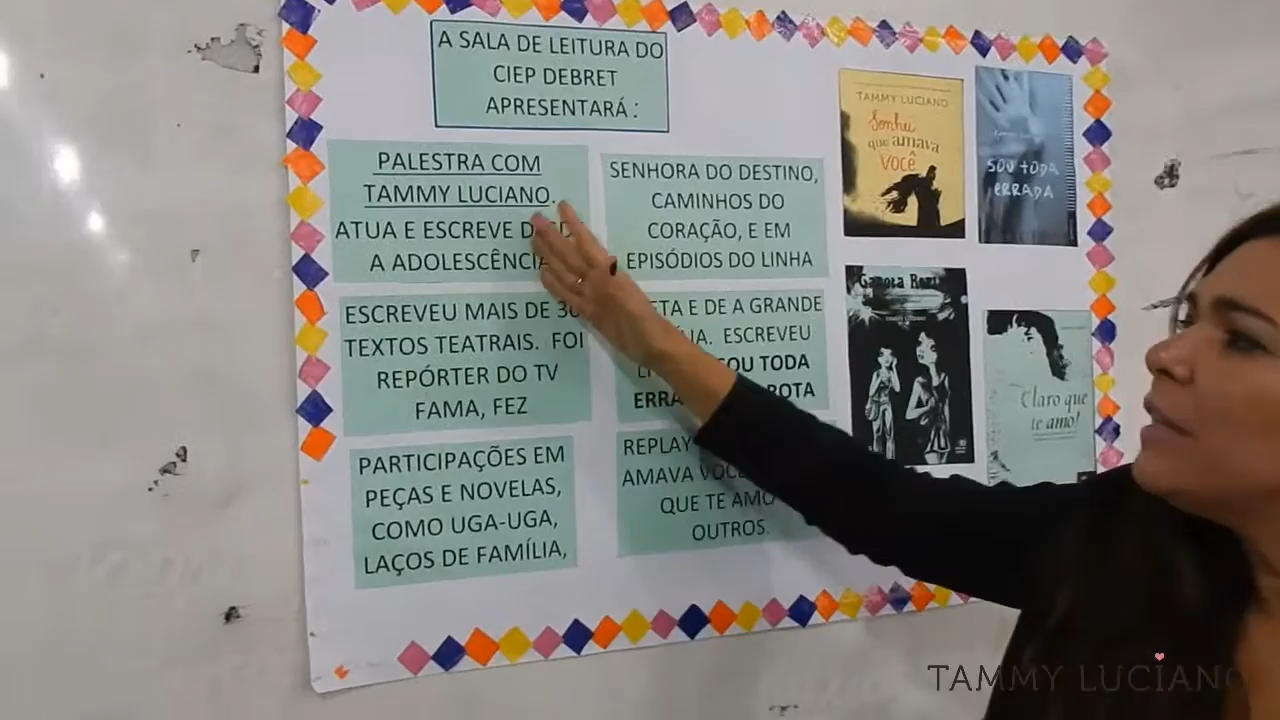 A SALA DE LEITURA DO
CIEP DEBRET
APRESENTARÁ :
PALESTRA COM
TAMMY LUCIANO.
ATUA E ESCREVE
A ADOLESCÊNCIA
ESCREVEU MAIS DE 30
TEXTOS TEATRAIS. FOI
REPÓRTER DO TV
FAMA, FEZ
PARTICIPAÇÕES EM
PEÇAS E NOVELAS,
COMO UGA-UGA,
LAÇOS DE FAMÍLIA,
SENHORA DO DESTINO,
CAMINHOS DO
CORAÇÃO, E EM
EPISÓDIOS DO LINHA
E DE A GRANDE
ESCREVEU
SOU TODA
REPLAY
AMAVA VOCÊ
QUE TE AMO
OUTROS.
TAMMY LUCIANO
Sonhei
que amava
você
SOU TODA
ERRADA
Garota Replay
Claro que
te amo!
TAMMY LUCIANO